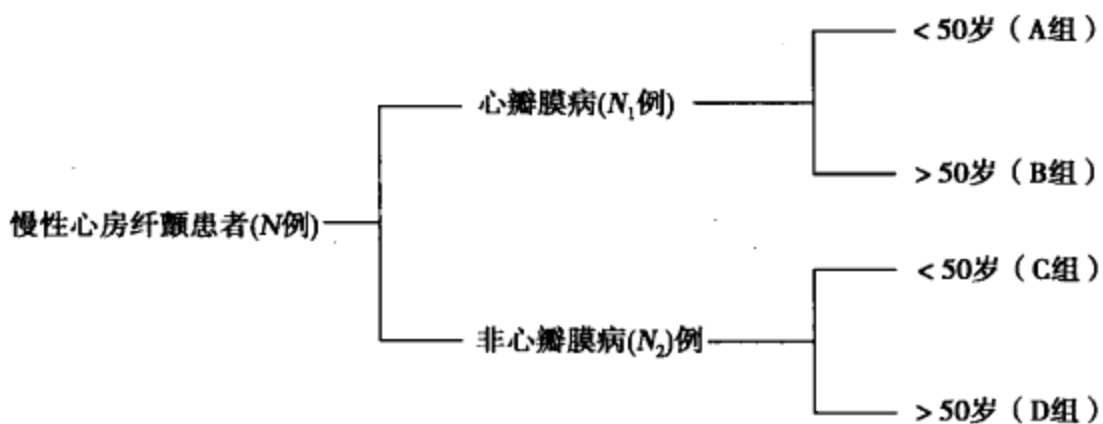 慢性心房纤颤患者(N例)
心瓣膜病(N₁例)
<50岁(A组)
>50岁(B组)
非心瓣膜病(N₂)例
<50岁(C组)
>50岁(D组)